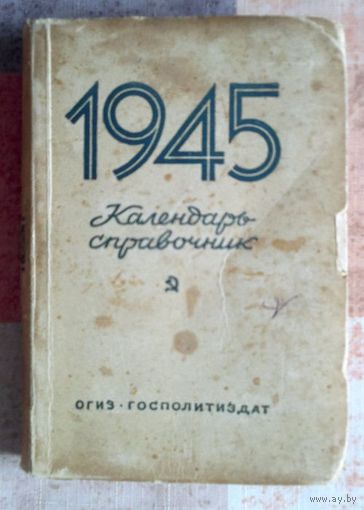 1945
Календарь-
справочник
ОГИЗ · ГОСПОЛИТИЗДАТ
www.ay.by